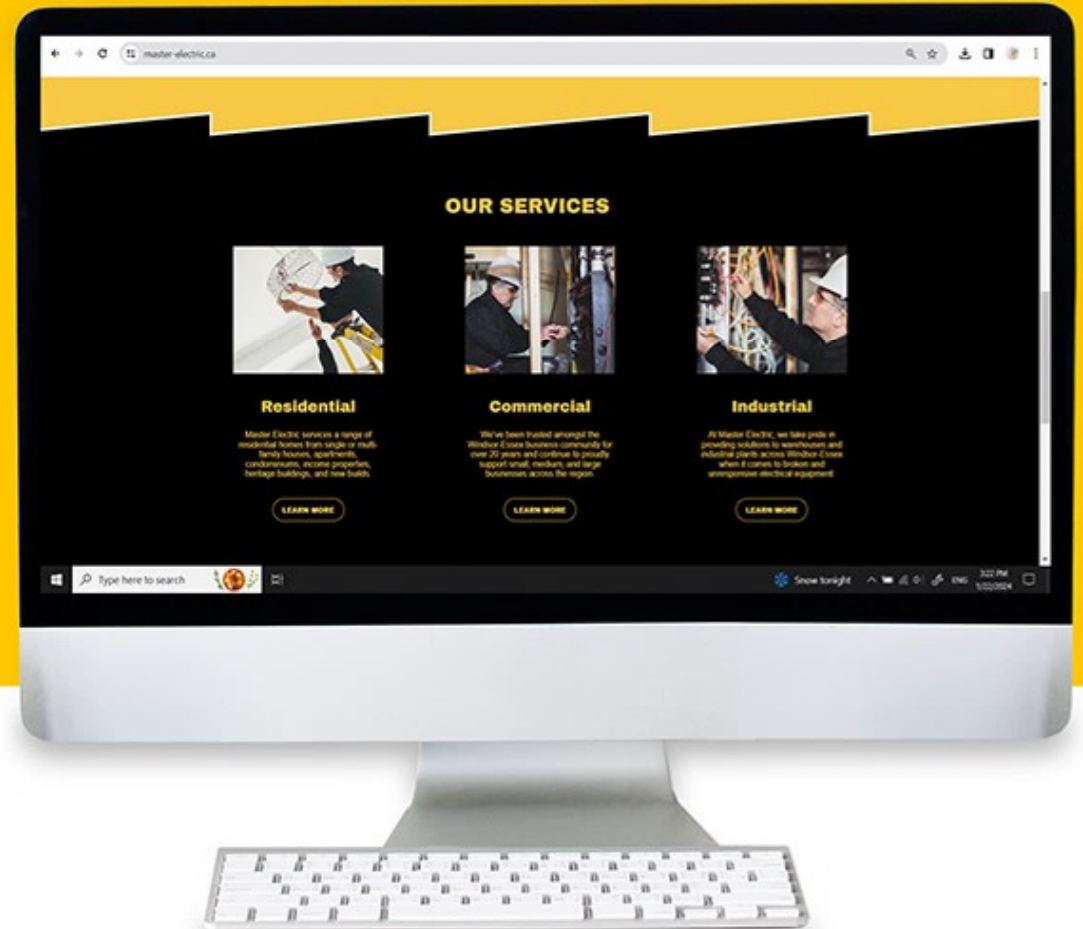 master-electric.ca
OUR SERVICES
Residential
Commercial
Industrial
Master Electric services a range of
residential homes from single or multi-
family houses, apartments,
condominiums, income properties,
heritage buildings, and new builds.
We've been trusted amongst the
Windsor-Essex business community for
over 20 years and continue to proudly
support small, medium, and large
businesses across the region.
At Master Electric, we take pride in
providing solutions to warehouses and
industrial plants across Windsor-Essex
when it comes to broken and
unresponsive electrical equipment.
LEARN MORE
LEARN MORE
LEARN MORE
Type here to search
Snow tonight
ENG
3:22 PM
1/22/2024